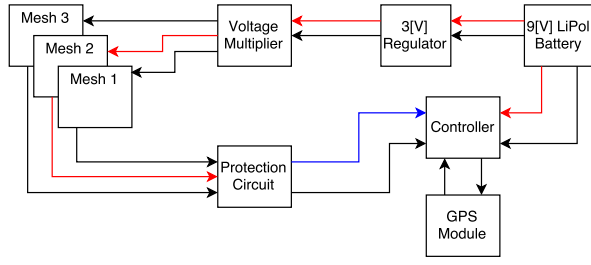 Mesh 3
Mesh 2
Mesh 1
Voltage
Multiplier
3[V]
Regulator
9[V] LiPol
Battery
Protection
Circuit
Controller
GPS
Module